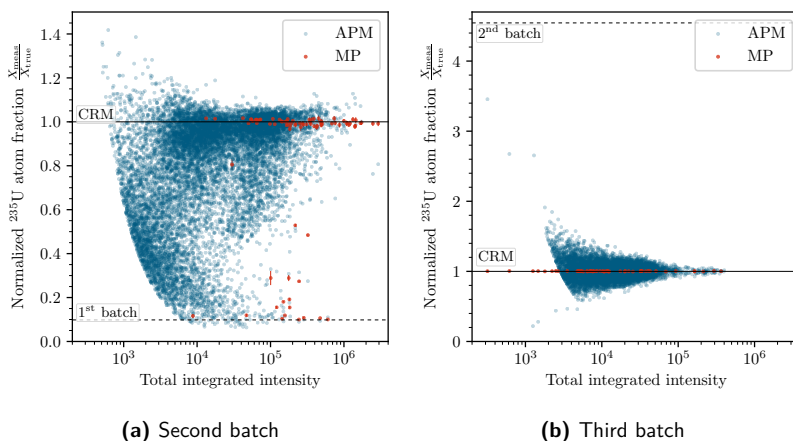 Normalized ²³⁵U atom fraction X_meas/X_true
1.4
1.2
1.0
0.8
0.6
0.4
0.2
0.0
CRM
1ˢᵗ batch
APM
MP
10³ 10⁴ 10⁵ 10⁶
Total integrated intensity
(a) Second batch
Normalized ²³⁵U atom fraction X_meas/X_true
4
3
2
1
0
2ⁿᵈ batch
CRM
APM
MP
10³ 10⁴ 10⁵ 10⁶
Total integrated intensity
(b) Third batch